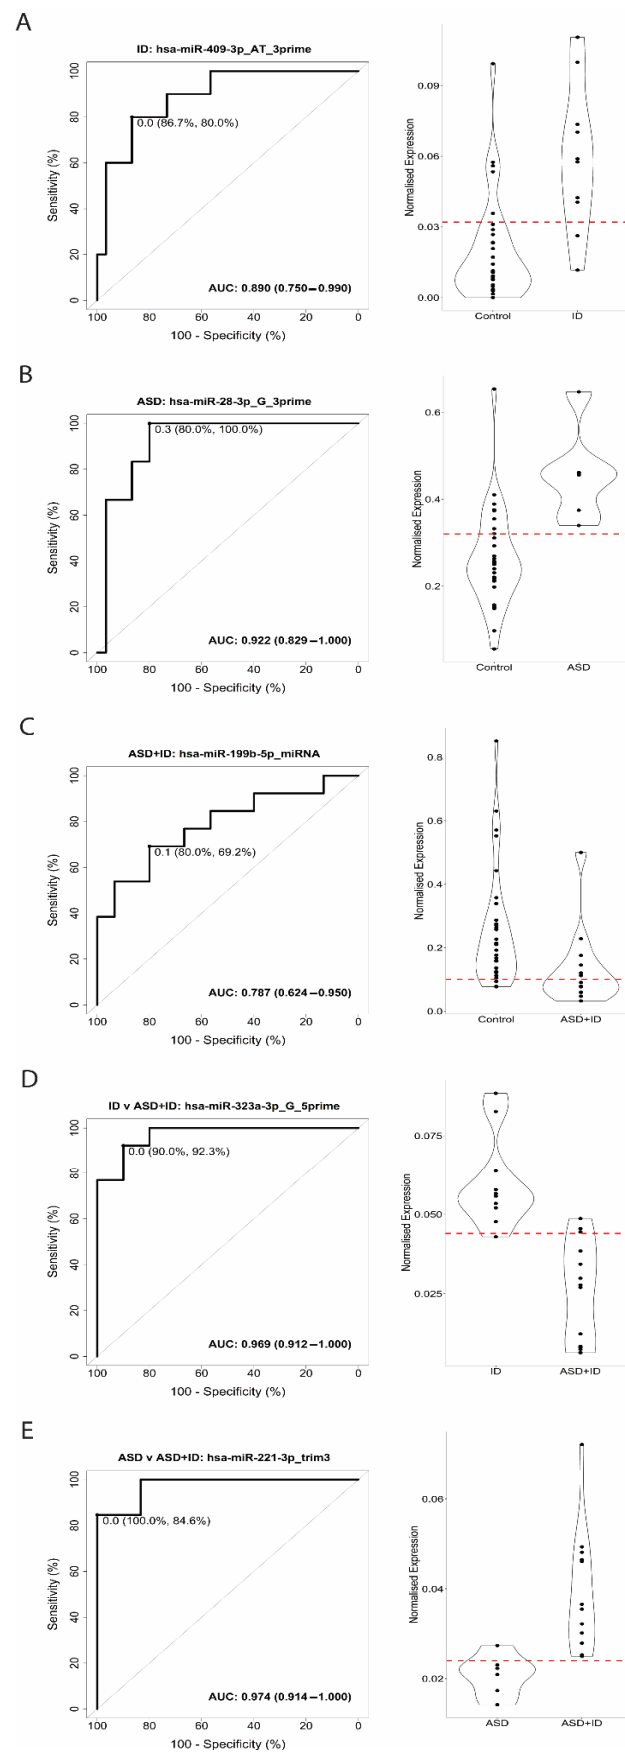 A
ID: hsa-miR-409-3p_AT_3prime
100
80
60
40
20
0
Sensitivity (%)
0.0 (86.7%, 80.0%)
AUC: 0.890 (0.750–0.990)
100 80 60 40 20 0
100 - Specificity (%)
Normalised Expression
0.09
0.06
0.03
0.00
Control ID
B
ASD: hsa-miR-28-3p_G_3prime
100
80
60
40
20
0
Sensitivity (%)
0.3 (80.0%, 100.0%)
AUC: 0.922 (0.829–1.000)
100 80 60 40 20 0
100 - Specificity (%)
Normalised Expression
0.6
0.4
0.2
Control ASD
C
ASD+ID: hsa-miR-199b-5p_miRNA
100
80
60
40
20
0
Sensitivity (%)
0.1 (80.0%, 69.2%)
AUC: 0.787 (0.624–0.950)
100 80 60 40 20 0
100 - Specificity (%)
Normalised Expression
0.8
0.6
0.4
0.2
0.0
Control ASD+ID
D
ID v ASD+ID: hsa-miR-323a-3p_G_5prime
100
80
60
40
20
0
Sensitivity (%)
0.0 (90.0%, 92.3%)
AUC: 0.969 (0.912–1.000)
100 80 60 40 20 0
100 - Specificity (%)
Normalised Expression
0.075
0.050
0.025
ID ASD+ID
E
ASD v ASD+ID: hsa-miR-221-3p_trim3
100
80
60
40
20
0
Sensitivity (%)
0.0 (100.0%, 84.6%)
AUC: 0.974 (0.914–1.000)
100 80 60 40 20 0
100 - Specificity (%)
Normalised Expression
0.06
0.04
0.02
ASD ASD+ID